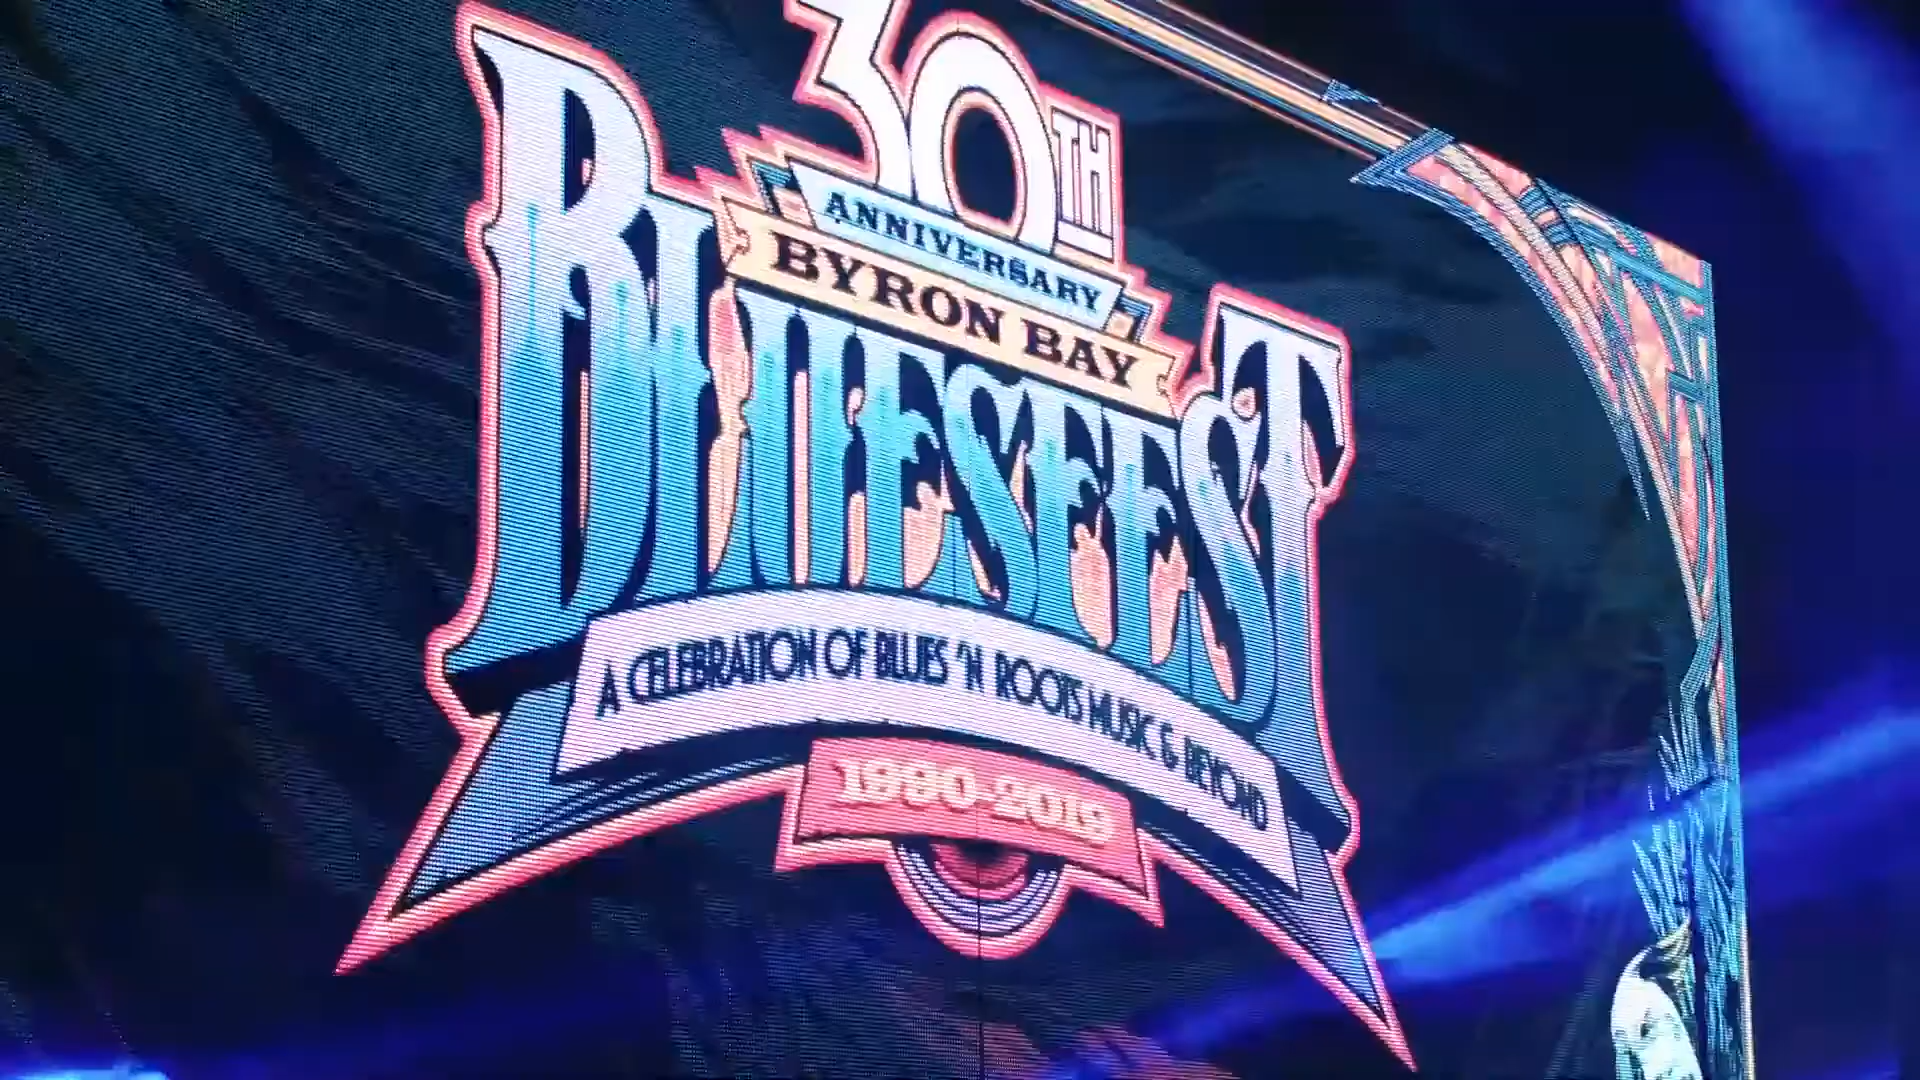 30TH
ANNIVERSARY
BYRON BAY
BLUESFEST
A CELEBRATION OF BLUES 'N ROOTS MUSIC & BEYOND
1990-2019